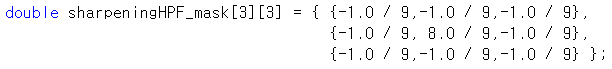 double sharpeningHPF_mask[3][3] = { {-1.0 / 9,-1.0 / 9,-1.0 / 9},
{-1.0 / 9, 8.0 / 9,-1.0 / 9},
{-1.0 / 9,-1.0 / 9,-1.0 / 9} };